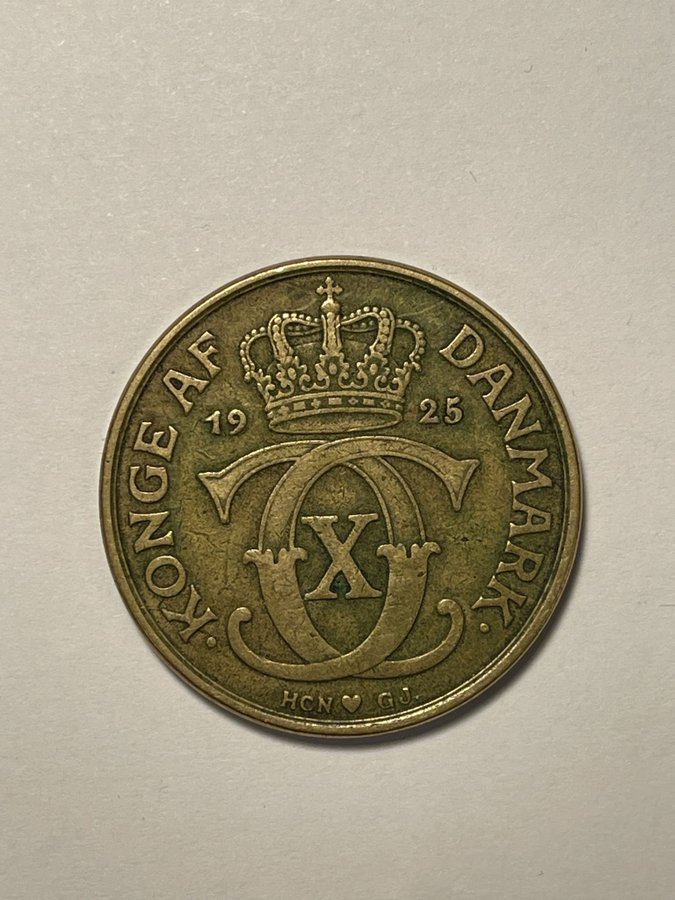 · KONGE AF DANMARK ·
19 25
X
HCN ♥ GJ.